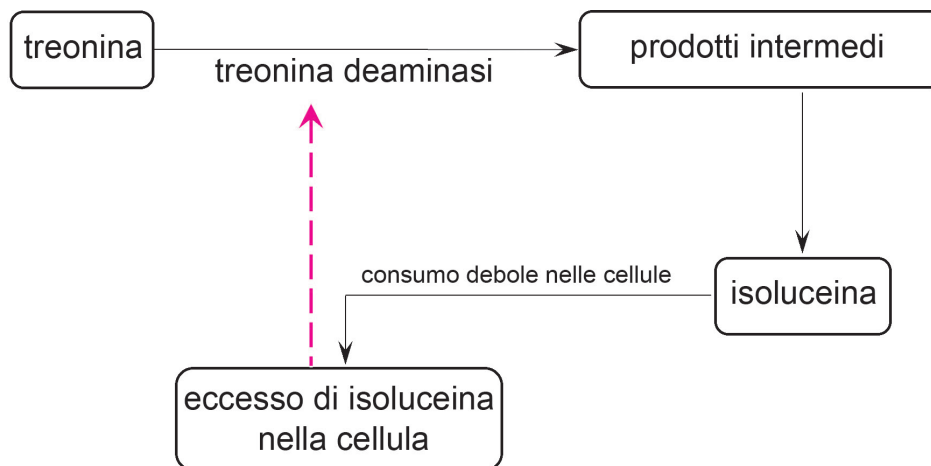 treonina
prodotti intermedi
treonina deaminasi
consumo debole nelle cellule
isoluceina
eccesso di isoluceina
nella cellula